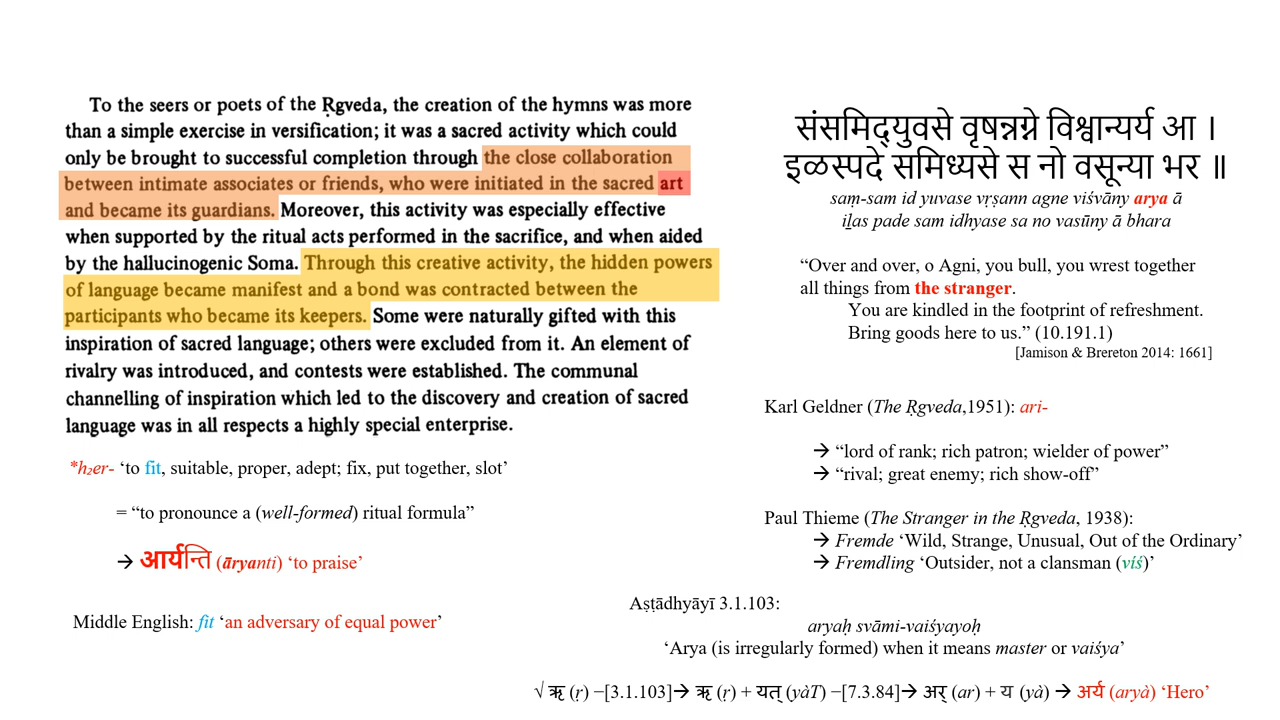 To the seers or poets of the Ṛgveda, the creation of the hymns was more
than a simple exercise in versification; it was a sacred activity which could
only be brought to successful completion through the close collaboration
between intimate associates or friends, who were initiated in the sacred art
and became its guardians. Moreover, this activity was especially effective
when supported by the ritual acts performed in the sacrifice, and when aided
by the hallucinogenic Soma. Through this creative activity, the hidden powers
of language became manifest and a bond was contracted between the
participants who became its keepers. Some were naturally gifted with this
inspiration of sacred language; others were excluded from it. An element of
rivalry was introduced, and contests were established. The communal
channelling of inspiration which led to the discovery and creation of sacred
language was in all respects a highly special enterprise.
*h₂er- ‘to fit, suitable, proper, adept; fix, put together, slot’
= “to pronounce a (well-formed) ritual formula”
→ आर्यन्ति (āryanti) ‘to praise’
Middle English: fit ‘an adversary of equal power’
संसमिद्युवसे वृषन्नग्ने विश्वान्यर्य आ ।
इळस्पदे समिध्यसे स नो वसून्या भर ॥
saṃ-sam id yuvase vṛṣann agne viśvāny arya ā
iḷas pade sam idhyase sa no vasūny ā bhara
“Over and over, o Agni, you bull, you wrest together
all things from the stranger.
You are kindled in the footprint of refreshment.
Bring goods here to us.” (10.191.1)
[Jamison & Brereton 2014: 1661]
Karl Geldner (The Ṛgveda,1951): ari-
→ “lord of rank; rich patron; wielder of power”
→ “rival; great enemy; rich show-off”
Paul Thieme (The Stranger in the Ṛgveda, 1938):
→ Fremde ‘Wild, Strange, Unusual, Out of the Ordinary’
→ Fremdling ‘Outsider, not a clansman (víś)’
Aṣṭādhyāyī 3.1.103:
aryaḥ svāmi-vaiśyayoḥ
‘Arya (is irregularly formed) when it means master or vaiśya’
√ ऋ (ṛ) −[3.1.103]→ ऋ (ṛ) + यत् (yàT) −[7.3.84]→ अर् (ar) + य (yà) → अर्य (aryà) ‘Hero’